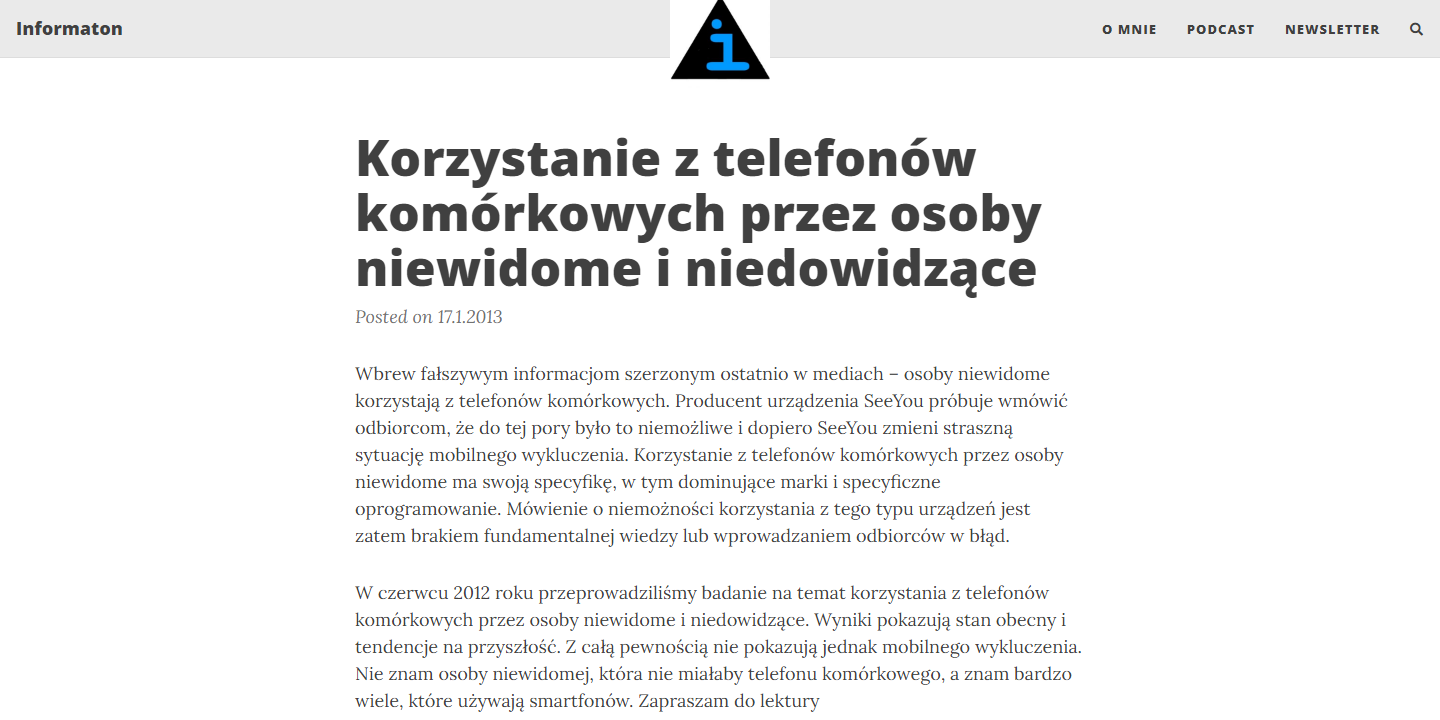 Informaton
i
O MNIE
PODCAST
NEWSLETTER
Korzystanie z telefonów
komórkowych przez osoby
niewidome i niedowidzące
Posted on 17.1.2013
Wbrew fałszywym informacjom szerzonym ostatnio w mediach – osoby niewidome
korzystają z telefonów komórkowych. Producent urządzenia SeeYou próbuje wmówić
odbiorcom, że do tej pory było to niemożliwe i dopiero SeeYou zmieni straszną
sytuację mobilnego wykluczenia. Korzystanie z telefonów komórkowych przez osoby
niewidome ma swoją specyfikę, w tym dominujące marki i specyficzne
oprogramowanie. Mówienie o niemożności korzystania z tego typu urządzeń jest
zatem brakiem fundamentalnej wiedzy lub wprowadzaniem odbiorców w błąd.
W czerwcu 2012 roku przeprowadziliśmy badanie na temat korzystania z telefonów
komórkowych przez osoby niewidome i niedowidzące. Wyniki pokazują stan obecny i
tendencje na przyszłość. Z całą pewnością nie pokazują jednak mobilnego wykluczenia.
Nie znam osoby niewidomej, która nie miałaby telefonu komórkowego, a znam bardzo
wiele, które używają smartfonów. Zapraszam do lektury